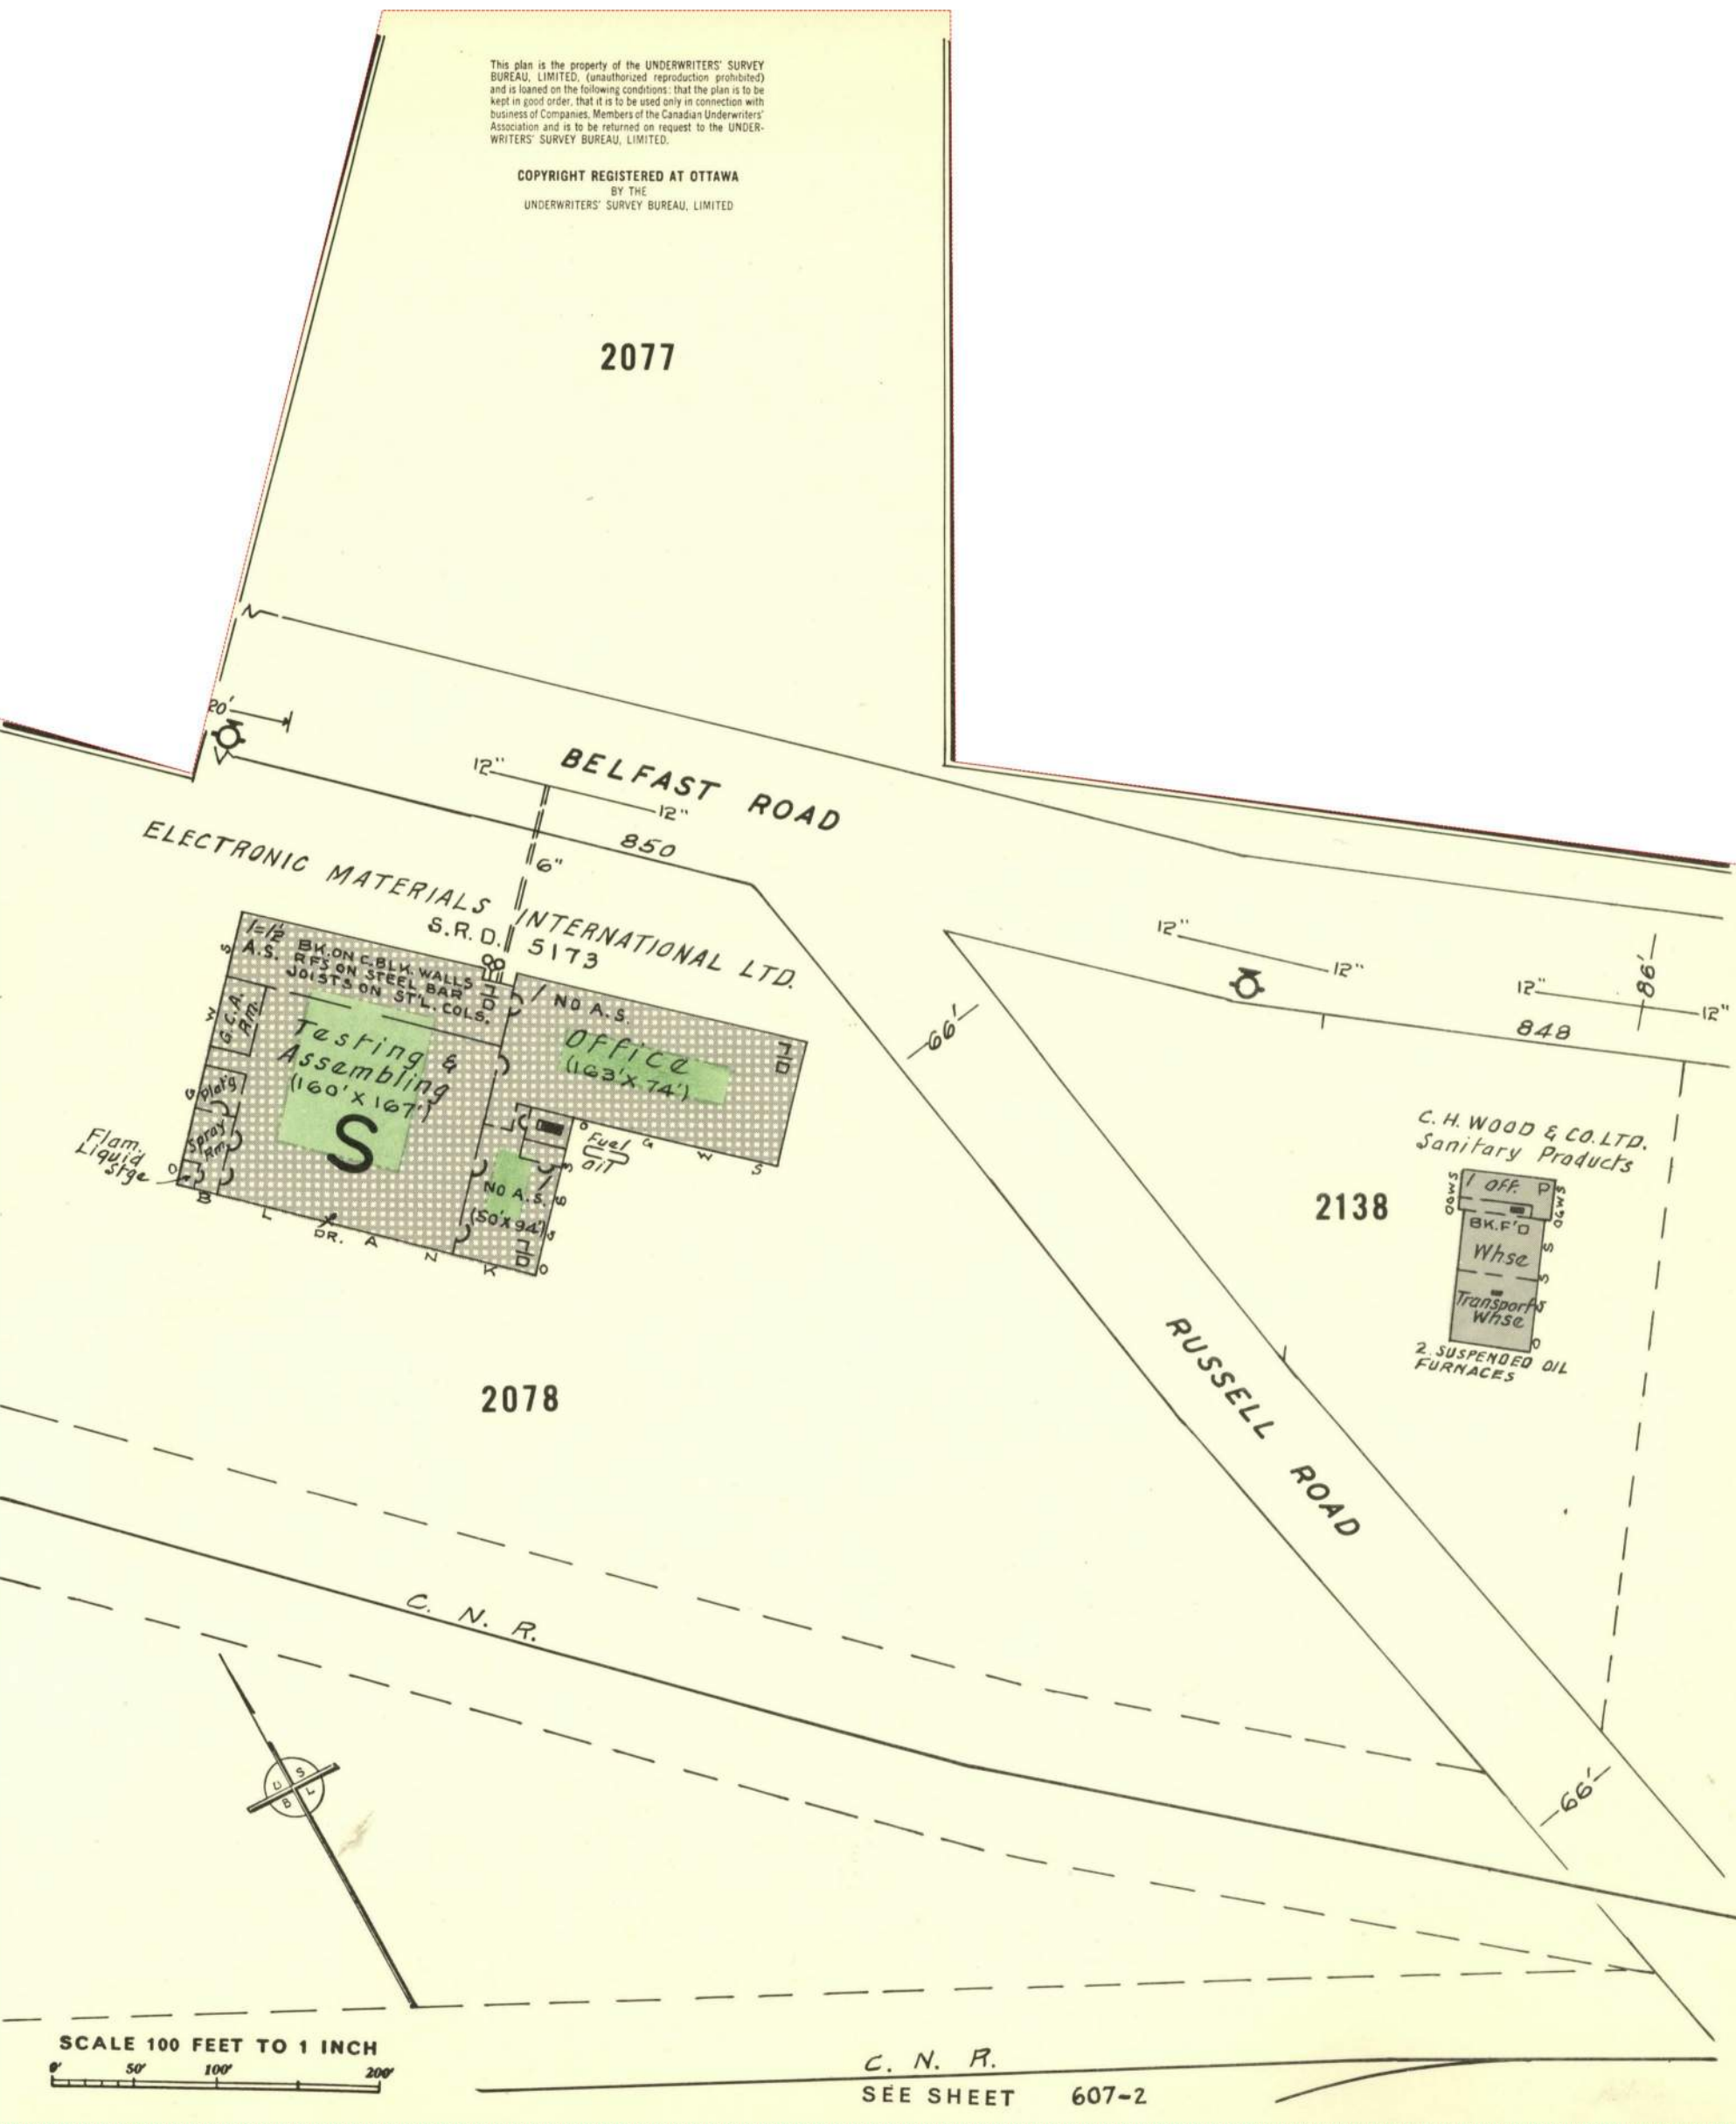 This plan is the property of the UNDERWRITERS' SURVEY
BUREAU, LIMITED, (unauthorized reproduction prohibited)
and is loaned on the following conditions: that the plan is to be
kept in good order, that it is to be used only in connection with
business of Companies, Members of the Canadian Underwriters'
Association and is to be returned on request to the UNDER-
WRITERS' SURVEY BUREAU, LIMITED.
COPYRIGHT REGISTERED AT OTTAWA
BY THE
UNDERWRITERS' SURVEY BUREAU, LIMITED
2077
20'
12"
12"
BELFAST ROAD
850
6"
ELECTRONIC MATERIALS INTERNATIONAL LTD.
S.R.D. 5173
1=1½
A.S.
BK. ON C.BLK. WALLS
RFS ON STEEL BAR
JOISTS ON ST'L. COLS.
S
W
G
O
G.C.A.
Rm.
Plat'g
Spray
Rm.
Flam.
Liquid
Stge
Testing &
Assembling
(160' X 167')
S
B L A N K
DR.
1 NO A.S.
Office
(163' X 74')
Fuel
Oil
O G W S
1
NO A.S.
(50' X 94')
S
G
S
O
12"
12"
12"
12"
86'
848
66'
C.H. WOOD & CO. LTD.
Sanitary Products
2138
1 OFF. P
BK.F'D
Whse
Transport
Whse
S
S
S
O
2 SUSPENDED OIL
FURNACES
RUSSELL ROAD
2078
C. N. R.
66'
U S
B L
SCALE 100 FEET TO 1 INCH
0' 50' 100' 200'
C. N. R.
SEE SHEET 607-2